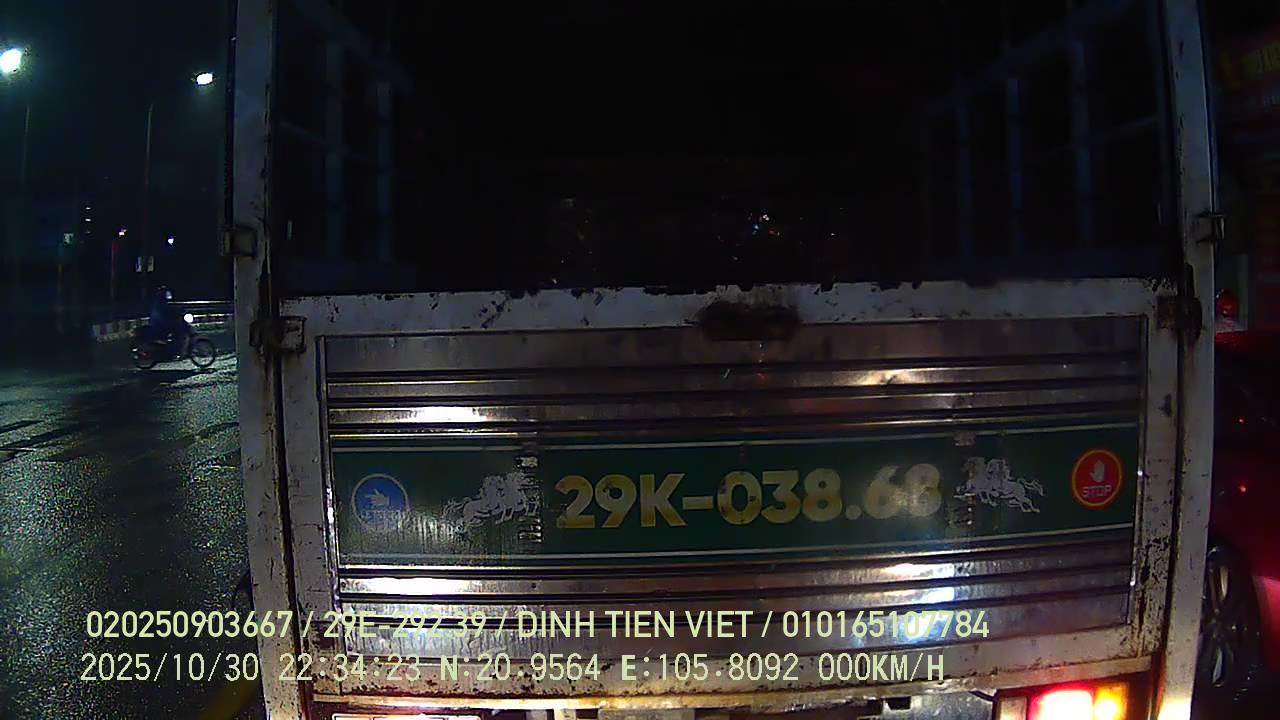 29K-038.68
STOP
020250903667 / 29E-292.39 / DINH TIEN VIET / 010165107784
2025/10/30 22:34:23 N:20.9564 E:105.8092 000KM/H